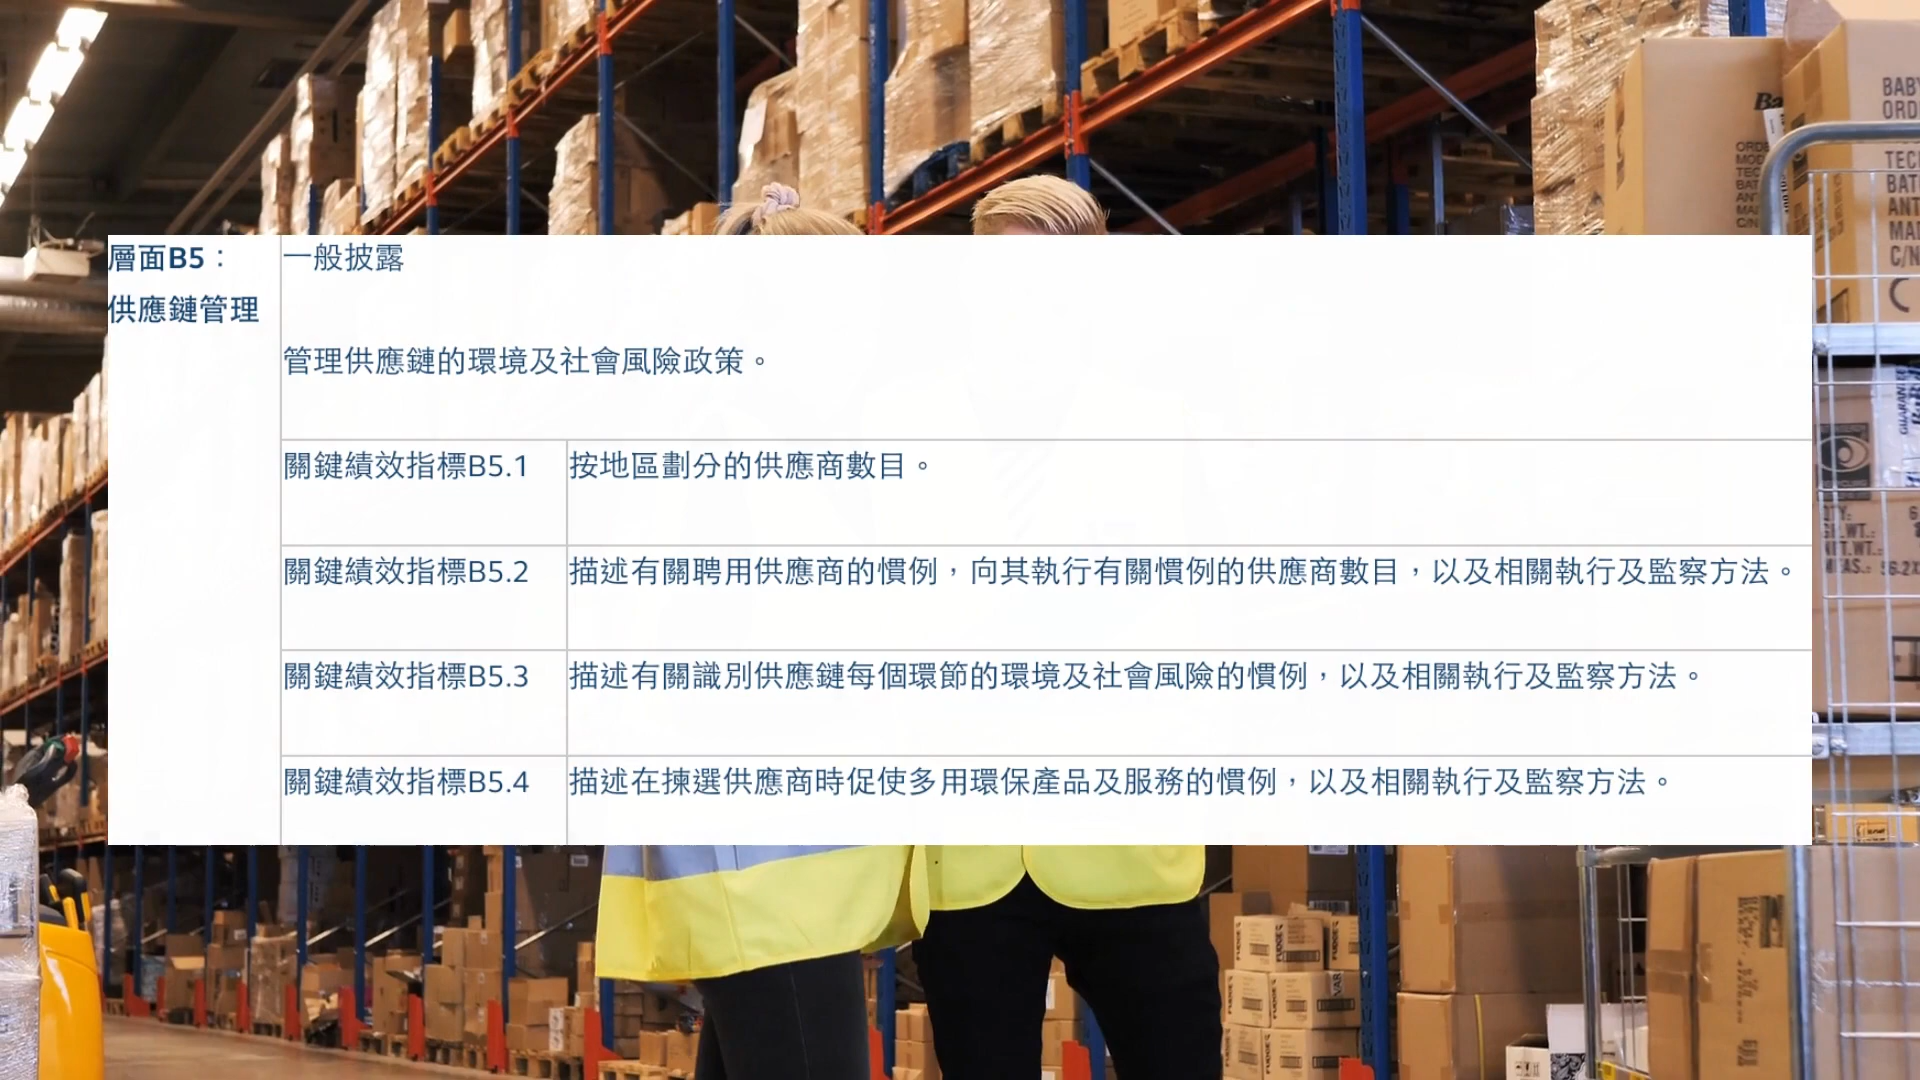 層面B5：
供應鏈管理
一般披露
管理供應鏈的環境及社會風險政策。
關鍵績效指標B5.1
按地區劃分的供應商數目。
關鍵績效指標B5.2
描述有關聘用供應商的慣例，向其執行有關慣例的供應商數目，以及相關執行及監察方法。
關鍵績效指標B5.3
描述有關識別供應鏈每個環節的環境及社會風險的慣例，以及相關執行及監察方法。
關鍵績效指標B5.4
描述在揀選供應商時促使多用環保產品及服務的慣例，以及相關執行及監察方法。
BABY
ORD